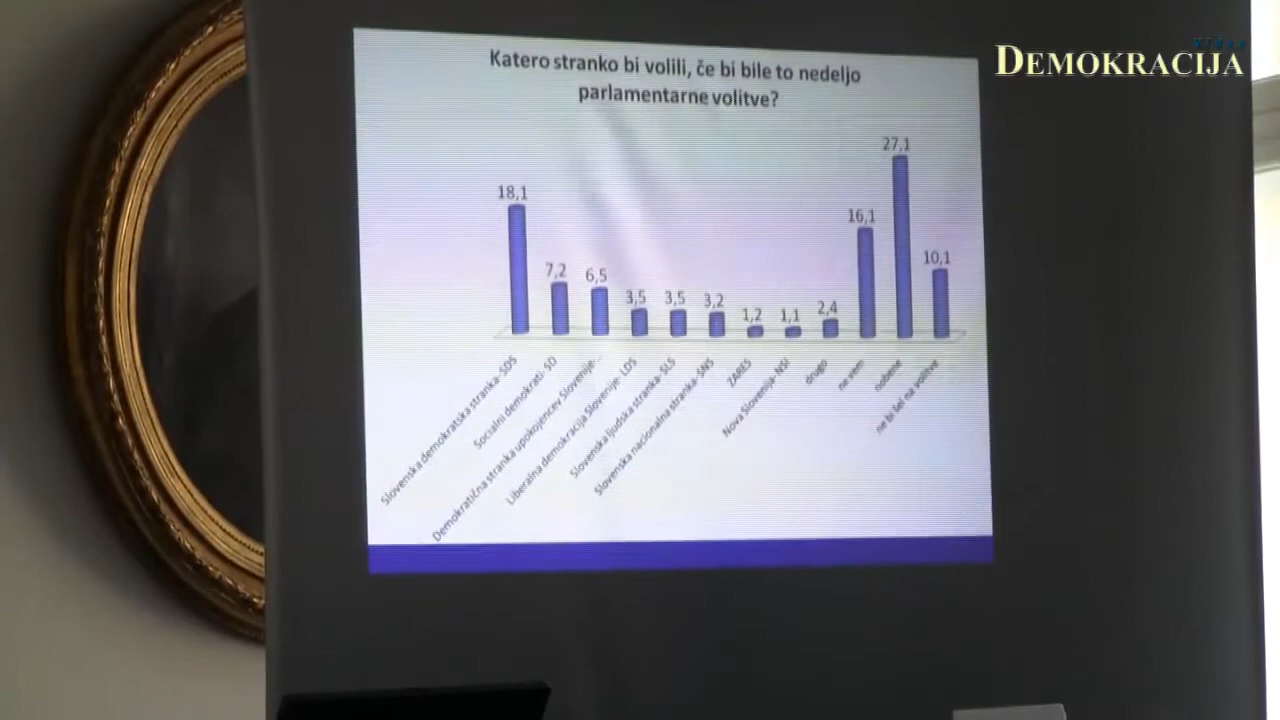 Video
DEMOKRACIJA
Katero stranko bi volili, če bi bile to nedeljo
parlamentarne volitve?
18,1
7,2
6,5
3,5
3,5
3,2
1,2
1,1
2,4
16,1
27,1
10,1
Slovenska demokratska stranka- SDS
Socialni demokrati- SD
Demokratična stranka upokojencev Slovenije-...
Liberalna demokracija Slovenije- LDS
Slovenska ljudska stranka- SLS
Slovenska nacionalna stranka- SNS
ZARES
Nova Slovenija- NSI
drugo
ne vem
nobene
ne bi šel na volitve